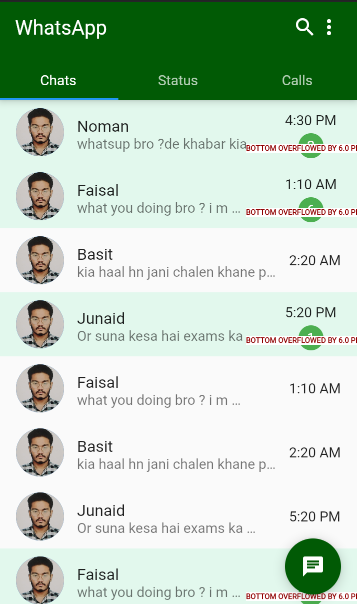 WhatsApp
Chats Status Calls
Noman 4:30 PM
whatsup bro ?de khabar kia
BOTTOM OVERFLOWED BY 6.0 P
Faisal 1:10 AM
what you doing bro ? i m ...
BOTTOM OVERFLOWED BY 6.0 P
Basit 2:20 AM
kia haal hn jani chalen khane p...
Junaid 5:20 PM
Or suna kesa hai exams ka
BOTTOM OVERFLOWED BY 6.0 P
Faisal 1:10 AM
what you doing bro ? i m ...
Basit 2:20 AM
kia haal hn jani chalen khane p...
Junaid 5:20 PM
Or suna kesa hai exams ka ...
Faisal
what you doing bro ? i m ...
BOTTOM OVERFLOWED BY 6.0 P